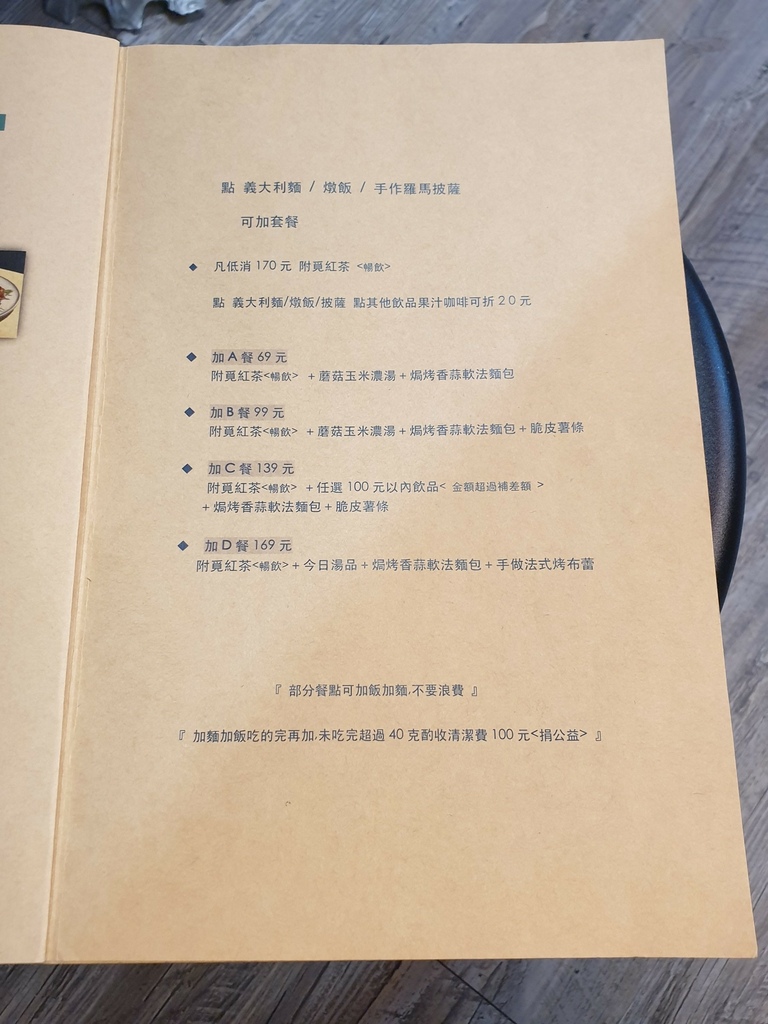 點 義大利麵 / 燉飯 / 手作羅馬披薩
可加套餐
◆ 凡低消 170 元 附覓紅茶 <暢飲>
點 義大利麵/燉飯/披薩 點其他飲品果汁咖啡可折 2 0 元
◆ 加 A 餐 69 元
附覓紅茶<暢飲> + 蘑菇玉米濃湯 + 焗烤香蒜軟法麵包
◆ 加 B 餐 99 元
附覓紅茶<暢飲> + 蘑菇玉米濃湯 + 焗烤香蒜軟法麵包 + 脆皮薯條
◆ 加 C 餐 139 元
附覓紅茶<暢飲> + 任選 100 元以內飲品< 金額超過補差額 >
+ 焗烤香蒜軟法麵包 + 脆皮薯條
◆ 加 D 餐 169 元
附覓紅茶<暢飲> + 今日湯品 + 焗烤香蒜軟法麵包 + 手做法式烤布蕾
『 部分餐點可加飯加麵,不要浪費 』
『 加麵加飯吃的完再加,未吃完超過 40 克酌收清潔費 100 元<捐公益> 』